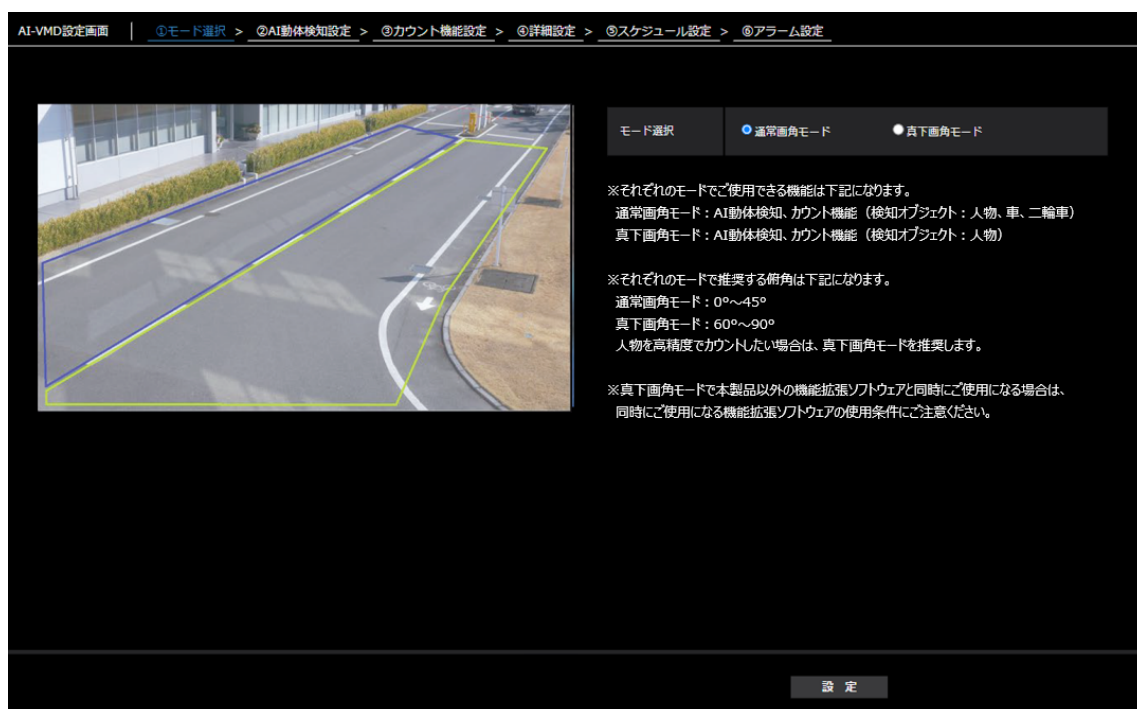 AI-VMD設定画面 ①モード選択 > ②AI動体検知設定 > ③カウント機能設定 > ④詳細設定 > ⑤スケジュール設定 > ⑥アラーム設定
モード選択 通常画角モード 真下画角モード
※それぞれのモードでご使用できる機能は下記になります。
通常画角モード：AI動体検知、カウント機能（検知オブジェクト：人物、車、二輪車）
真下画角モード：AI動体検知、カウント機能（検知オブジェクト：人物）
※それぞれのモードで推奨する俯角は下記になります。
通常画角モード：0°～45°
真下画角モード：60°～90°
人物を高精度でカウントしたい場合は、真下画角モードを推奨します。
※真下画角モードで本製品以外の機能拡張ソフトウェアと同時にご使用になる場合は、
同時にご使用になる機能拡張ソフトウェアの使用条件にご注意ください。
設 定